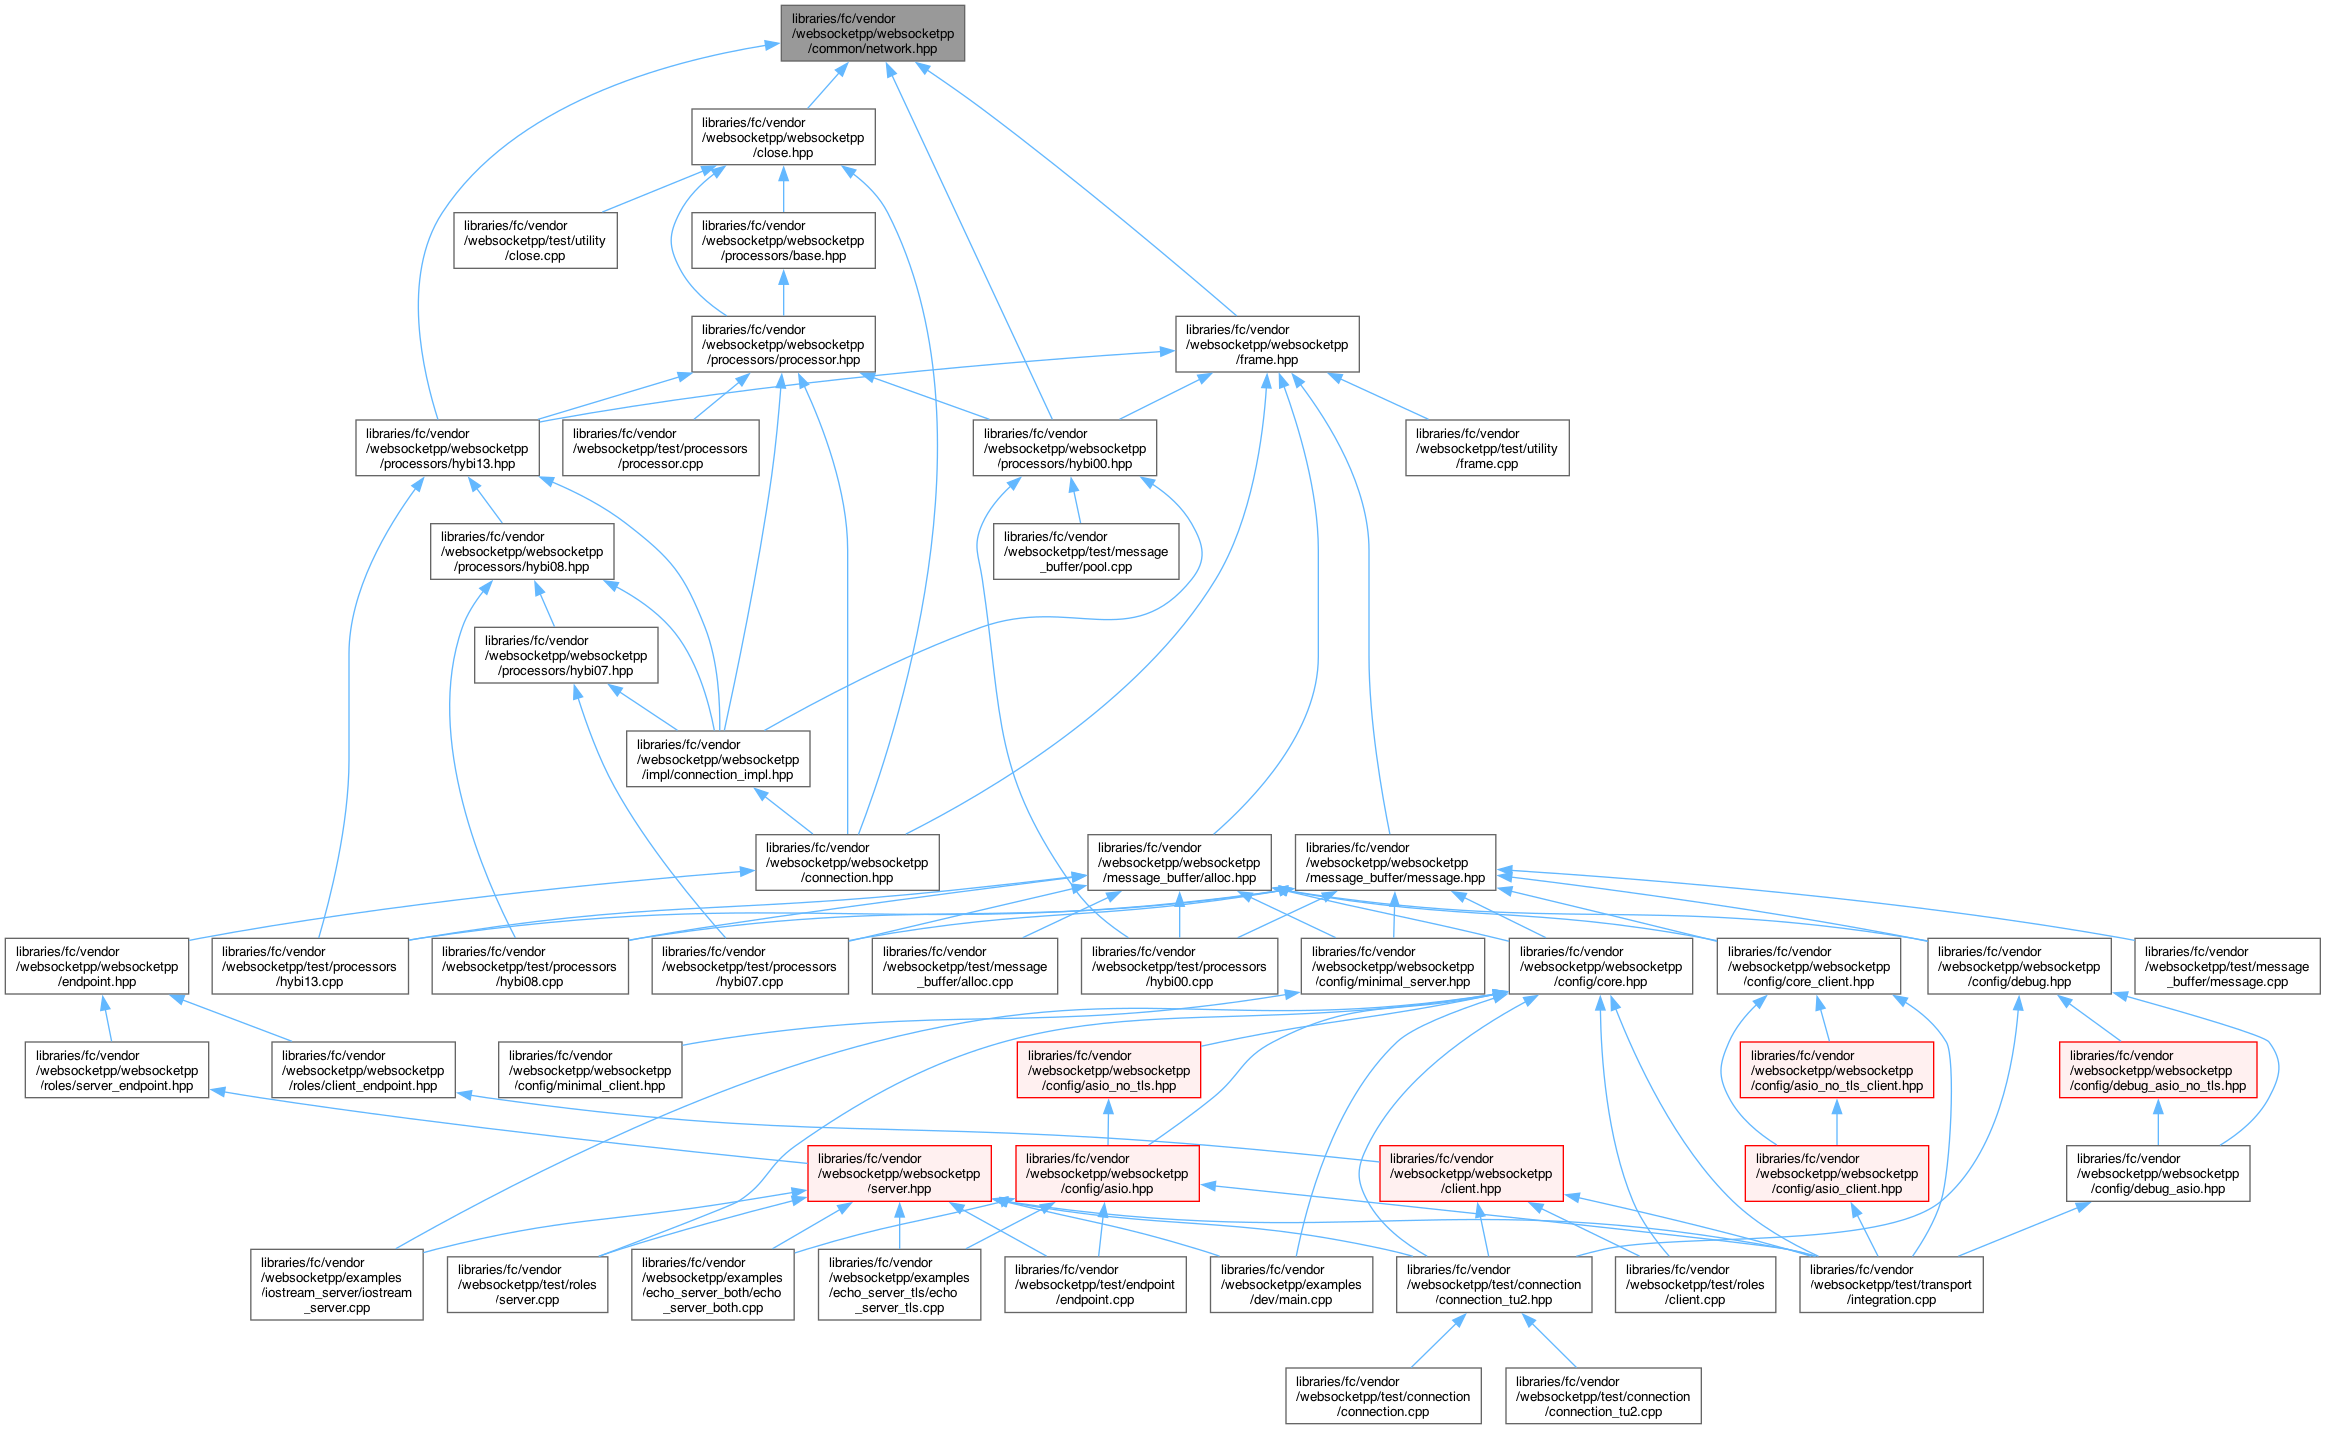 libraries/fc/vendor
/websocketpp/websocketpp
/common/network.hpp
libraries/fc/vendor
/websocketpp/websocketpp
/close.hpp
libraries/fc/vendor
/websocketpp/test/utility
/close.cpp
libraries/fc/vendor
/websocketpp/websocketpp
/processors/base.hpp
libraries/fc/vendor
/websocketpp/websocketpp
/processors/processor.hpp
libraries/fc/vendor
/websocketpp/websocketpp
/frame.hpp
libraries/fc/vendor
/websocketpp/websocketpp
/processors/hybi13.hpp
libraries/fc/vendor
/websocketpp/test/processors
/processor.cpp
libraries/fc/vendor
/websocketpp/websocketpp
/processors/hybi00.hpp
libraries/fc/vendor
/websocketpp/test/utility
/frame.cpp
libraries/fc/vendor
/websocketpp/websocketpp
/processors/hybi08.hpp
libraries/fc/vendor
/websocketpp/test/message
_buffer/pool.cpp
libraries/fc/vendor
/websocketpp/websocketpp
/processors/hybi07.hpp
libraries/fc/vendor
/websocketpp/websocketpp
/impl/connection_impl.hpp
libraries/fc/vendor
/websocketpp/websocketpp
/connection.hpp
libraries/fc/vendor
/websocketpp/websocketpp
/message_buffer/alloc.hpp
libraries/fc/vendor
/websocketpp/websocketpp
/message_buffer/message.hpp
libraries/fc/vendor
/websocketpp/websocketpp
/endpoint.hpp
libraries/fc/vendor
/websocketpp/test/processors
/hybi13.cpp
libraries/fc/vendor
/websocketpp/test/processors
/hybi08.cpp
libraries/fc/vendor
/websocketpp/test/processors
/hybi07.cpp
libraries/fc/vendor
/websocketpp/test/message
_buffer/alloc.cpp
libraries/fc/vendor
/websocketpp/test/processors
/hybi00.cpp
libraries/fc/vendor
/websocketpp/websocketpp
/config/minimal_server.hpp
libraries/fc/vendor
/websocketpp/websocketpp
/config/core.hpp
libraries/fc/vendor
/websocketpp/websocketpp
/config/core_client.hpp
libraries/fc/vendor
/websocketpp/websocketpp
/config/debug.hpp
libraries/fc/vendor
/websocketpp/test/message
_buffer/message.cpp
libraries/fc/vendor
/websocketpp/websocketpp
/roles/server_endpoint.hpp
libraries/fc/vendor
/websocketpp/websocketpp
/roles/client_endpoint.hpp
libraries/fc/vendor
/websocketpp/websocketpp
/config/minimal_client.hpp
libraries/fc/vendor
/websocketpp/websocketpp
/config/asio_no_tls.hpp
libraries/fc/vendor
/websocketpp/websocketpp
/config/asio_no_tls_client.hpp
libraries/fc/vendor
/websocketpp/websocketpp
/config/debug_asio_no_tls.hpp
libraries/fc/vendor
/websocketpp/websocketpp
/server.hpp
libraries/fc/vendor
/websocketpp/websocketpp
/config/asio.hpp
libraries/fc/vendor
/websocketpp/websocketpp
/client.hpp
libraries/fc/vendor
/websocketpp/websocketpp
/config/asio_client.hpp
libraries/fc/vendor
/websocketpp/websocketpp
/config/debug_asio.hpp
libraries/fc/vendor
/websocketpp/examples
/iostream_server/iostream
_server.cpp
libraries/fc/vendor
/websocketpp/test/roles
/server.cpp
libraries/fc/vendor
/websocketpp/examples
/echo_server_both/echo
_server_both.cpp
libraries/fc/vendor
/websocketpp/examples
/echo_server_tls/echo
_server_tls.cpp
libraries/fc/vendor
/websocketpp/test/endpoint
/endpoint.cpp
libraries/fc/vendor
/websocketpp/examples
/dev/main.cpp
libraries/fc/vendor
/websocketpp/test/connection
/connection_tu2.hpp
libraries/fc/vendor
/websocketpp/test/roles
/client.cpp
libraries/fc/vendor
/websocketpp/test/transport
/integration.cpp
libraries/fc/vendor
/websocketpp/test/connection
/connection.cpp
libraries/fc/vendor
/websocketpp/test/connection
/connection_tu2.cpp